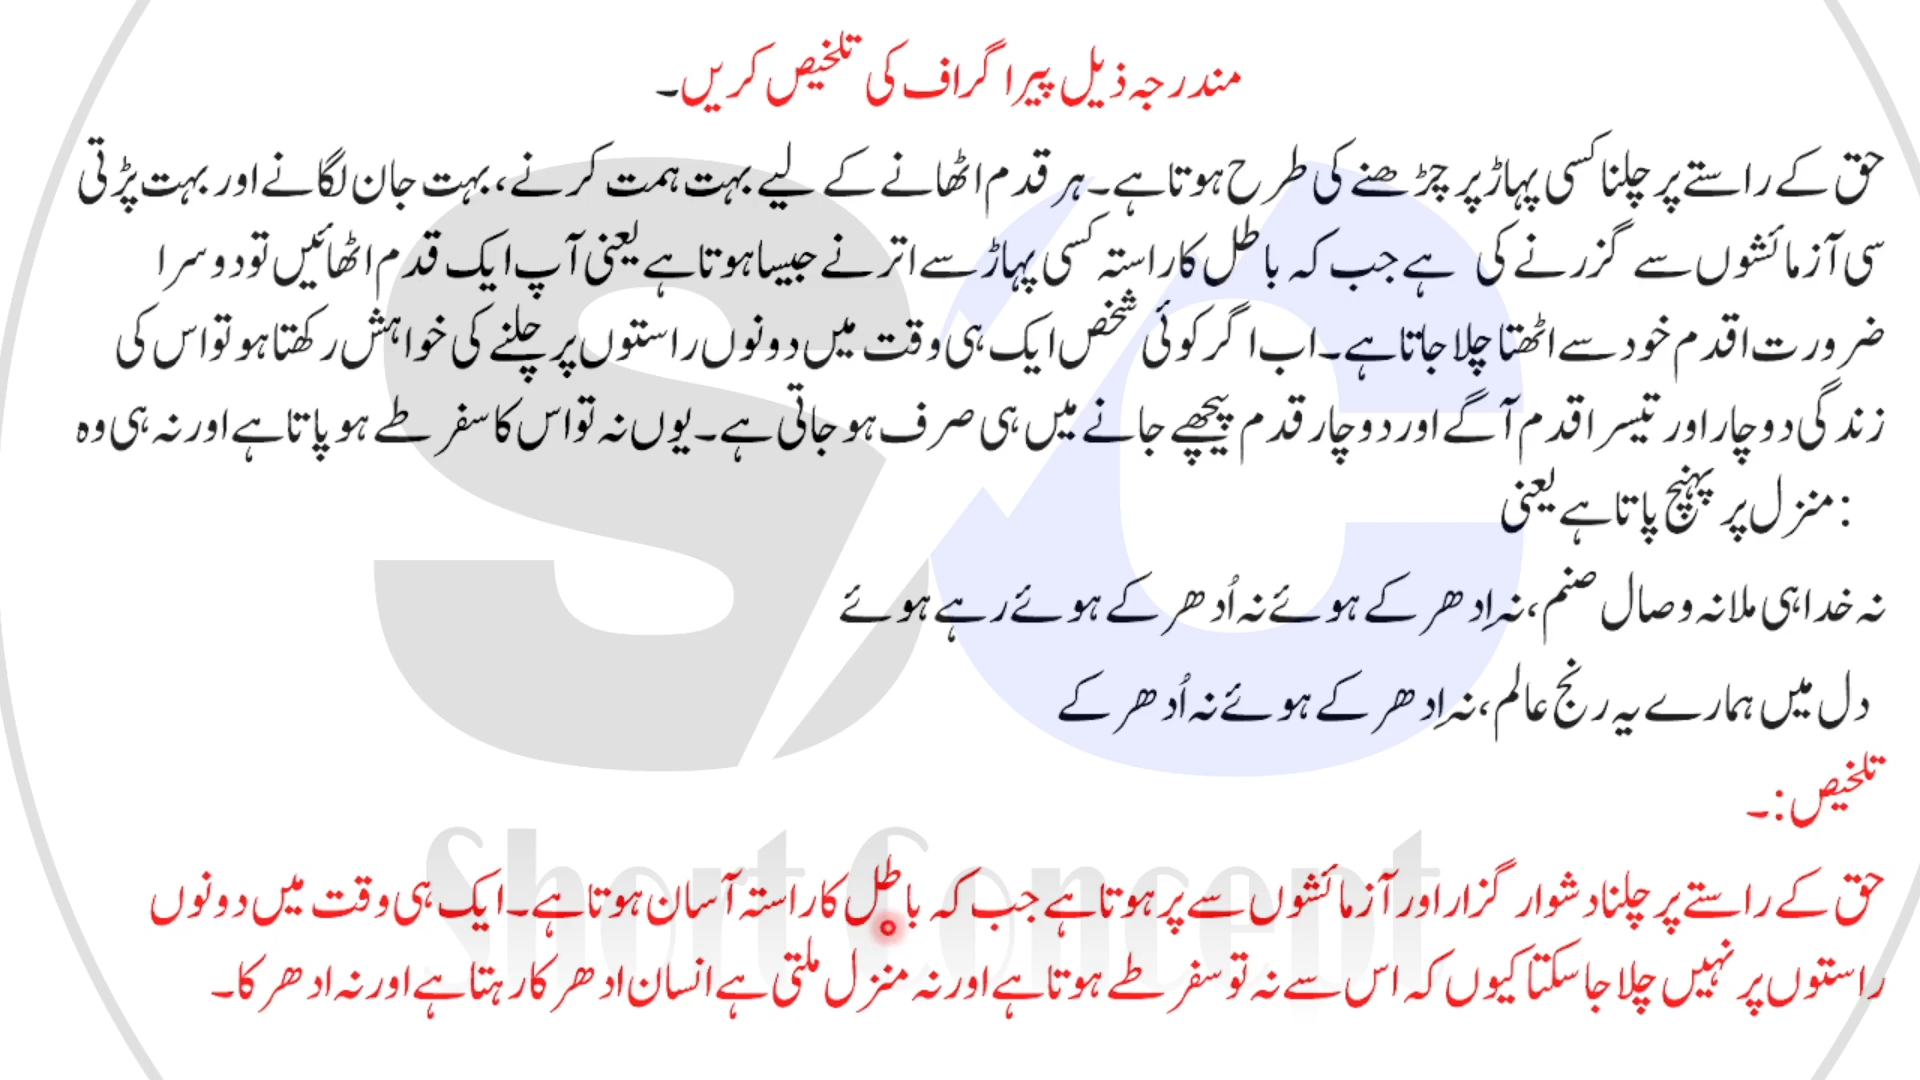 مندرجہ ذیل پیراگراف کی تلخیص کریں۔
حق کے راستے پر چلنا کسی پہاڑ پر چڑھنے کی طرح ہوتا ہے۔ ہر قدم اٹھانے کے لیے بہت ہمت کرنے، بہت جان لگانے اور بہت پڑتی
سی آزمائشوں سے گزرنے کی ہے جب کہ باطل کا راستہ کسی پہاڑ سے اترنے جیسا ہوتا ہے یعنی آپ ایک قدم اٹھائیں تو دوسرا
ضرورت اقدم خود سے اٹھتا چلا جاتا ہے۔ اب اگر کوئی شخص ایک ہی وقت میں دونوں راستوں پر چلنے کی خواہش رکھتا ہو تو اس کی
زندگی دو چار اور تیسرا قدم آگے اور دو چار قدم پیچھے جانے میں ہی صرف ہو جاتی ہے۔ یوں نہ تو اس کا سفر طے ہو پاتا ہے اور نہ ہی وہ
: منزل پر پہنچ پاتا ہے یعنی
نہ خدا ہی ملا نہ وصال صنم، نہ اِدھر کے ہوئے نہ اُدھر کے ہوئے رہے ہوئے
دل میں ہمارے یہ رنج عالم، نہ اِدھر کے ہوئے نہ اُدھر کے
تلخیص:۔
حق کے راستے پر چلنا دشوار گزار اور آزمائشوں سے پر ہوتا ہے جب کہ باطل کا راستہ آسان ہوتا ہے۔ ایک ہی وقت میں دونوں
راستوں پر نہیں چلا جا سکتا کیوں کہ اس سے نہ تو سفر طے ہوتا ہے اور نہ منزل ملتی ہے انسان ادھر کا رہتا ہے اور نہ ادھر کا۔
SC
Short Concept